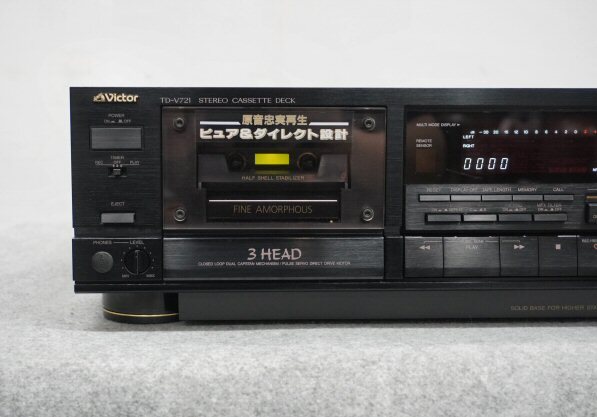 Victor
TD-V721 STEREO CASSETTE DECK
POWER
ON OFF
TIMER
REC OFF PLAY
EJECT
PHONES LEVEL
MIN MAX
原音忠実再生
ピュア&ダイレクト設計
HALF SHELL STABILIZER
FINE AMORPHOUS
3 HEAD
CLOSED LOOP DUAL CAPSTAN MECHANISM / PULSE SERVO DIRECT DRIVE MOTOR
MULTI MODE DISPLAY
REMOTE SENSOR
LEFT
RIGHT
0000
RESET DISPLAY-OFF TAPE LENGTH MEMORY CALL
MPX FILTER
PLAY
SOLID BASE FOR HIGHER